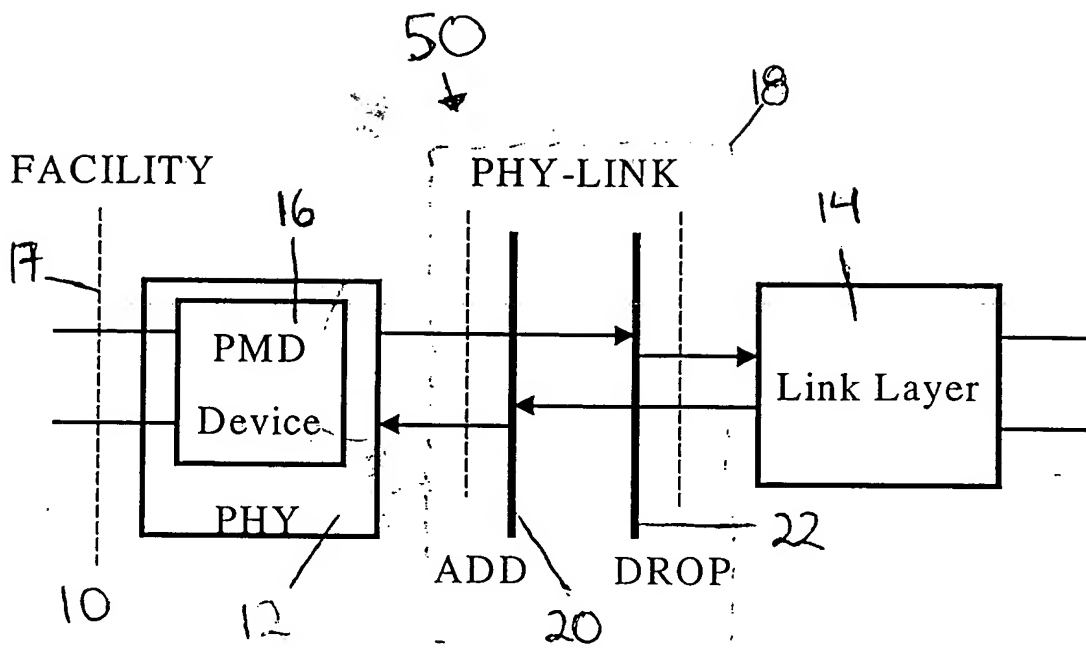 50
18
FACILITY
PHY-LINK
16
14
17
PMD
Device
Link Layer
PHY
22
ADD
DROP
10
12
20